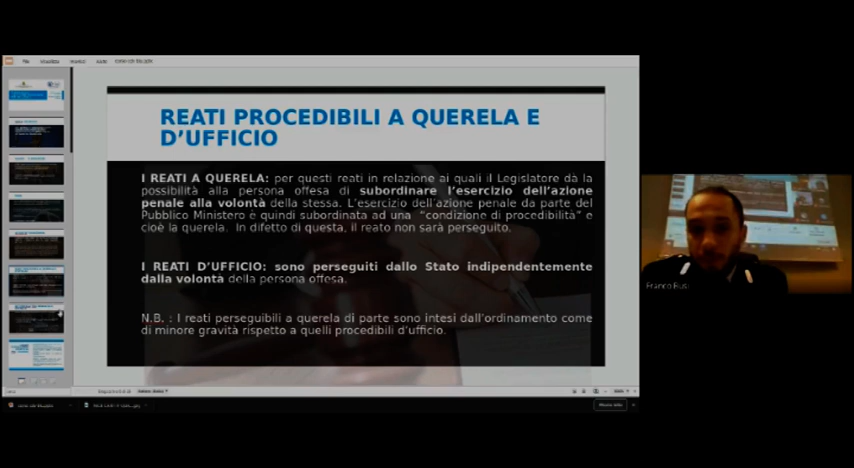 REATI PROCEDIBILI A QUERELA E
D'UFFICIO
I REATI A QUERELA: per questi reati in relazione ai quali il Legislatore dà la
possibilità alla persona offesa di subordinare l'esercizio dell'azione
penale alla volontà della stessa. L'esercizio dell'azione penale da parte del
Pubblico Ministero è quindi subordinata ad una "condizione di procedibilità" e
cioè la querela. In difetto di questa, il reato non sarà perseguito.
I REATI D'UFFICIO: sono perseguiti dallo Stato indipendentemente
dalla volontà della persona offesa.
N.B. : I reati perseguibili a querela di parte sono intesi dall'ordinamento come
di minore gravità rispetto a quelli procedibili d'ufficio.
Franco